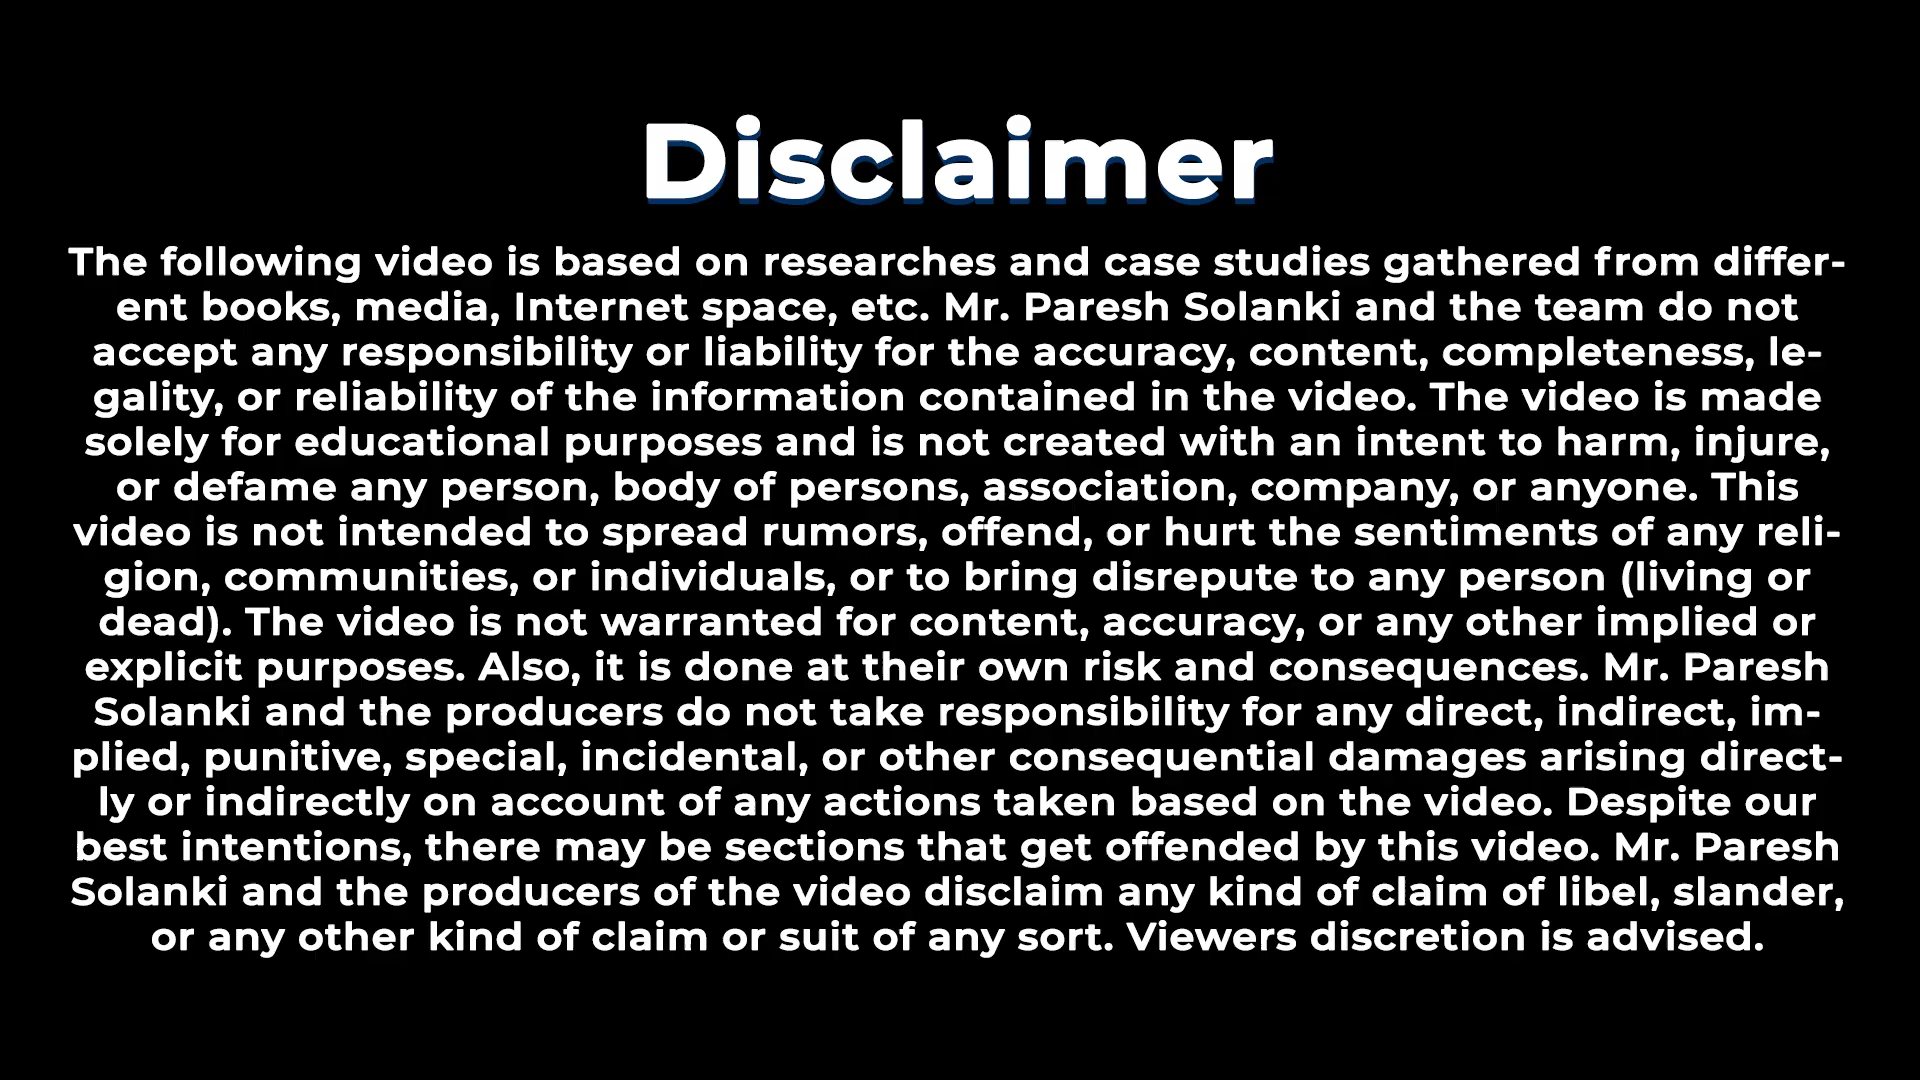 Disclaimer
The following video is based on researches and case studies gathered from differ-
ent books, media, Internet space, etc. Mr. Paresh Solanki and the team do not
accept any responsibility or liability for the accuracy, content, completeness, le-
gality, or reliability of the information contained in the video. The video is made
solely for educational purposes and is not created with an intent to harm, injure,
or defame any person, body of persons, association, company, or anyone. This
video is not intended to spread rumors, offend, or hurt the sentiments of any reli-
gion, communities, or individuals, or to bring disrepute to any person (living or
dead). The video is not warranted for content, accuracy, or any other implied or
explicit purposes. Also, it is done at their own risk and consequences. Mr. Paresh
Solanki and the producers do not take responsibility for any direct, indirect, im-
plied, punitive, special, incidental, or other consequential damages arising direct-
ly or indirectly on account of any actions taken based on the video. Despite our
best intentions, there may be sections that get offended by this video. Mr. Paresh
Solanki and the producers of the video disclaim any kind of claim of libel, slander,
or any other kind of claim or suit of any sort. Viewers discretion is advised.